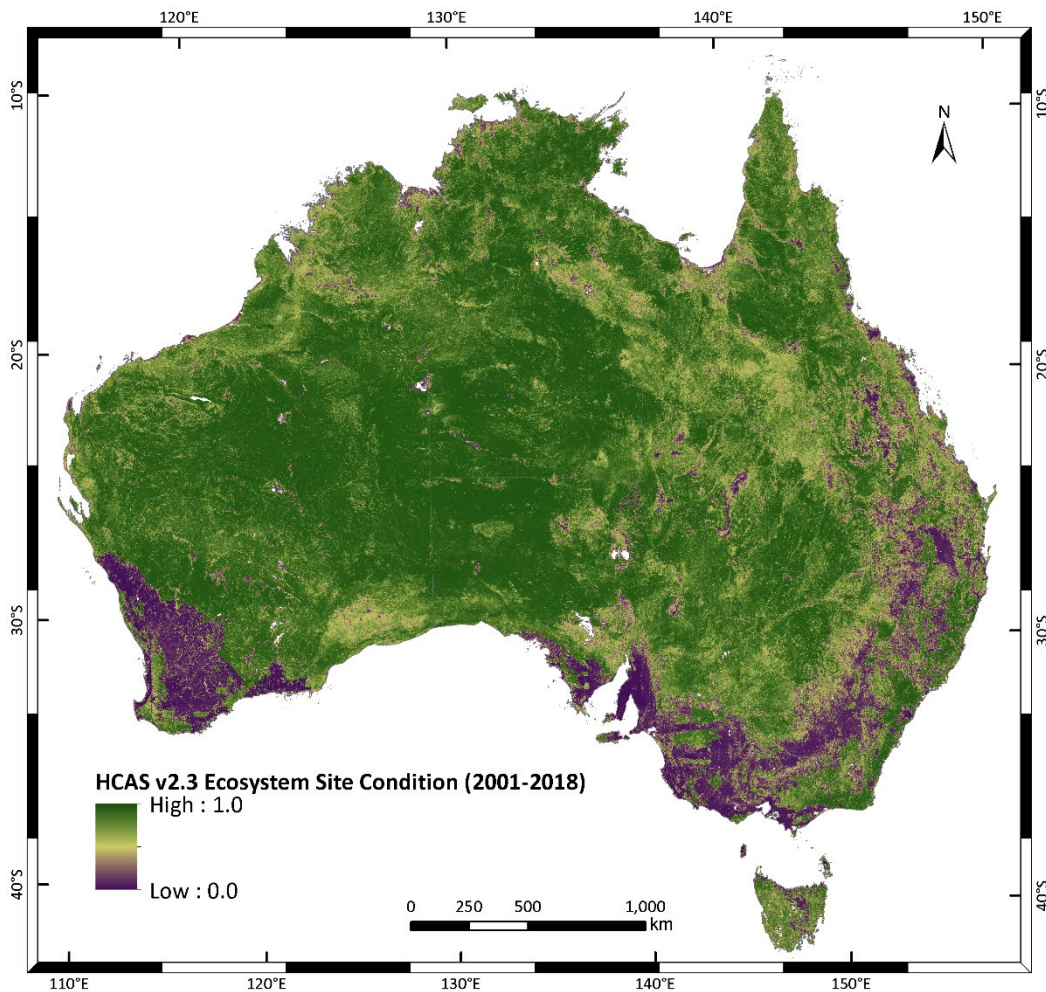 120°E 130°E 140°E 150°E
10°S 10°S
N
20°S 20°S
30°S 30°S
HCAS v2.3 Ecosystem Site Condition (2001-2018)
High : 1.0
Low : 0.0
40°S 40°S
0 250 500 1,000
km
110°E 120°E 130°E 140°E 150°E